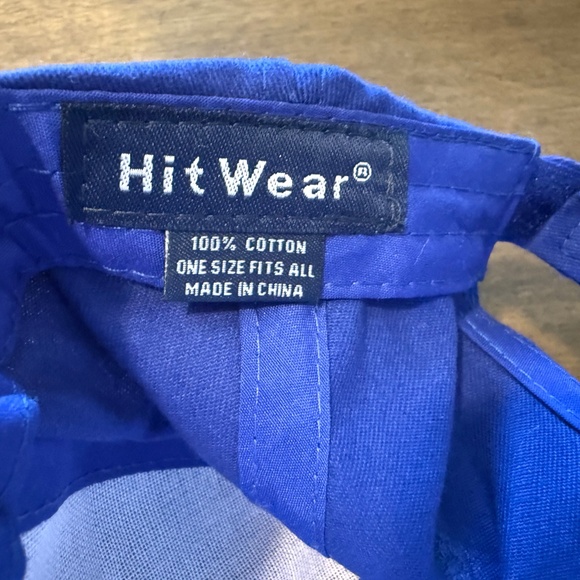 Hit Wear®
100% COTTON
ONE SIZE FITS ALL
MADE IN CHINA